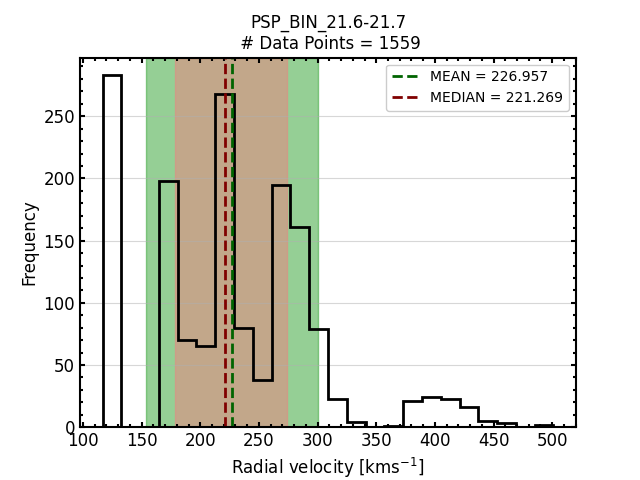 PSP_BIN_21.6-21.7
# Data Points = 1559
MEAN = 226.957
MEDIAN = 221.269
Frequency
250
200
150
100
50
0
100 150 200 250 300 350 400 450 500
Radial velocity [kms⁻¹]